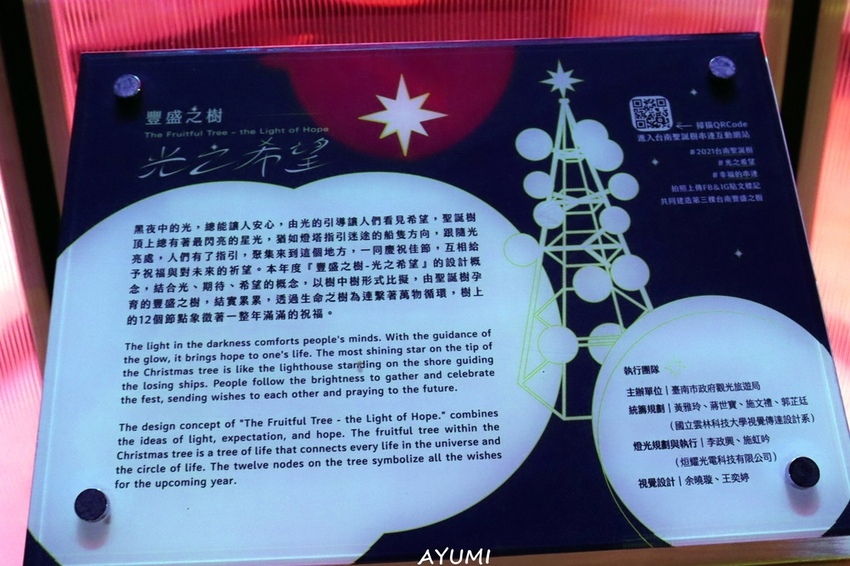 豐盛之樹
The Fruitful Tree – the Light of Hope
光之希望
掃描QRCode
進入台南聖誕樹串連互動網站
#2021台南聖誕
#光之希望
#幸福的串連
拍照上傳FB&IG貼文標記
共同建造第三棵台南豐盛之樹
黑夜中的光，總能讓人安心，由光的引導讓人們看見希望，聖誕樹
頂上總有著最閃亮的星光，猶如燈塔指引迷途的船隻方向，跟隨光
亮處，人們有了指引，聚集來到這個地方，一同慶祝佳節，互相給
予祝福與對未來的祈望。本年度『豐盛之樹-光之希望』的設計概
念，結合光、期待、希望的概念，以樹中樹形式比擬，由聖誕樹孕
育的豐盛之樹，結實累累，透過生命之樹為連繫著萬物循環，樹上
的12個節點象徵著一整年滿滿的祝福。
The light in the darkness comforts people's minds. With the guidance of
the glow, it brings hope to one's life. The most shining star on the tip of
the Christmas tree is like the lighthouse standing on the shore guiding
the losing ships. People follow the brightness to gather and celebrate
the fest, sending wishes to each other and praying to the future.
The design concept of "The Fruitful Tree - the Light of Hope." combines
the ideas of light, expectation, and hope. The fruitful tree within the
Christmas tree is a tree of life that connects every life in the universe and
the circle of life. The twelve nodes on the tree symbolize all the wishes
for the upcoming year.
執行團隊
主辦單位｜臺南市政府觀光旅遊局
統籌規劃｜黃雅玲、蔣世寶、施文禮、郭芷廷
（國立雲林科技大學視覺傳達設計系）
燈光規劃與執行｜李政興、施虹吟
（烜耀光電科技有限公司）
視覺設計｜余曉璇、王奕婷
AYUMI